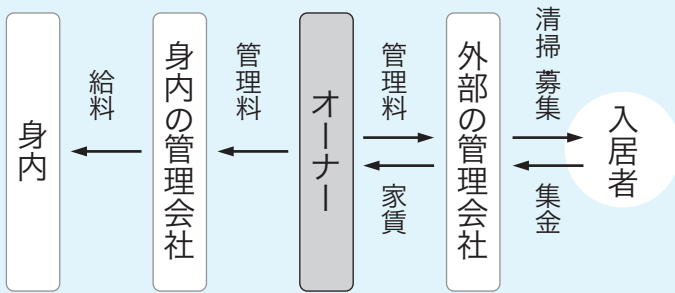 身内
給料
身内の管理会社
管理料
オーナー
管理料
家賃
外部の管理会社
清掃 募集
集金
入居者